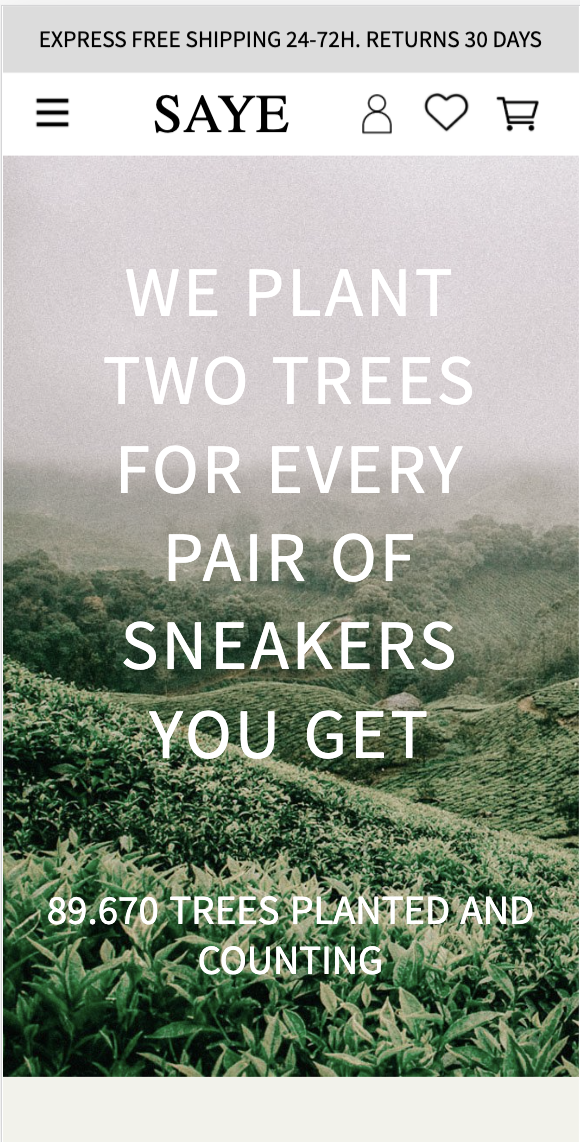 EXPRESS FREE SHIPPING 24-72H. RETURNS 30 DAYS
SAYE
WE PLANT
TWO TREES
FOR EVERY
PAIR OF
SNEAKERS
YOU GET
89.670 TREES PLANTED AND
COUNTING